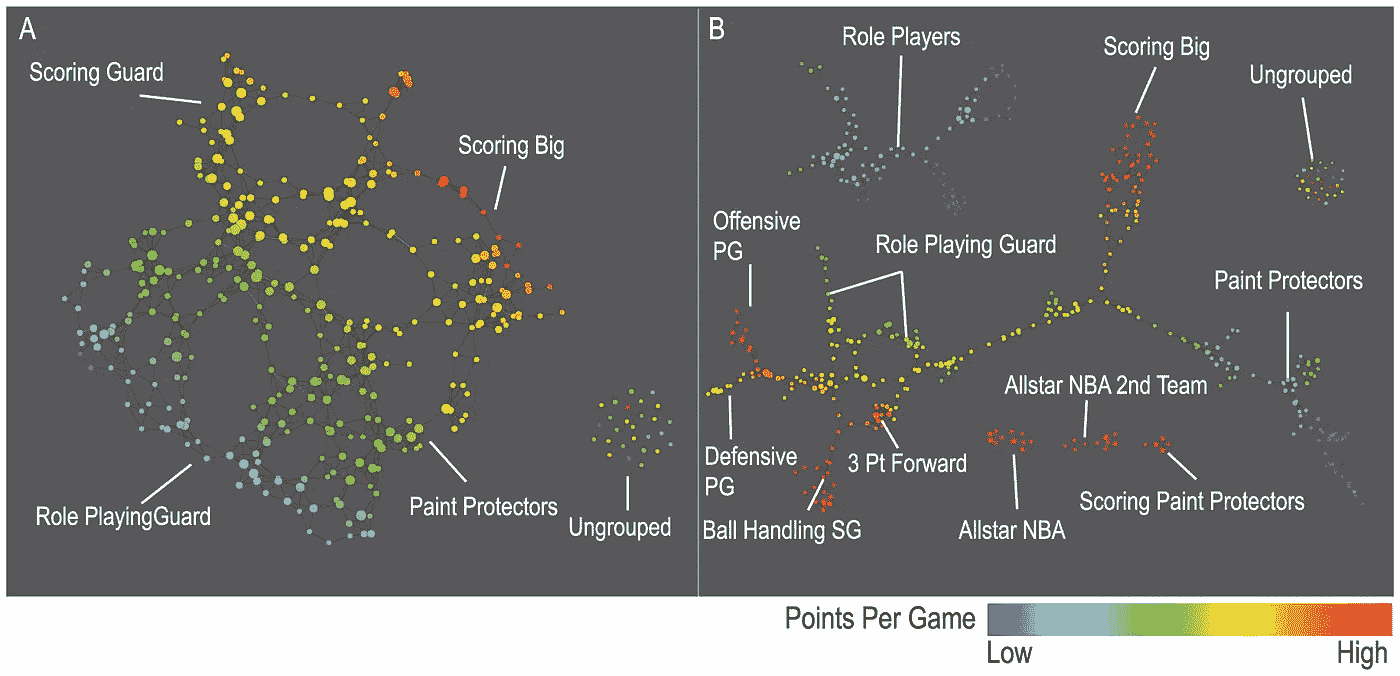 A
Scoring Guard
Scoring Big
Role PlayingGuard
Paint Protectors
Ungrouped
B
Role Players
Scoring Big
Ungrouped
Offensive
PG
Role Playing Guard
Paint Protectors
Allstar NBA 2nd Team
Defensive
PG
3 Pt Forward
Ball Handling SG
Allstar NBA
Scoring Paint Protectors
Points Per Game
Low
High